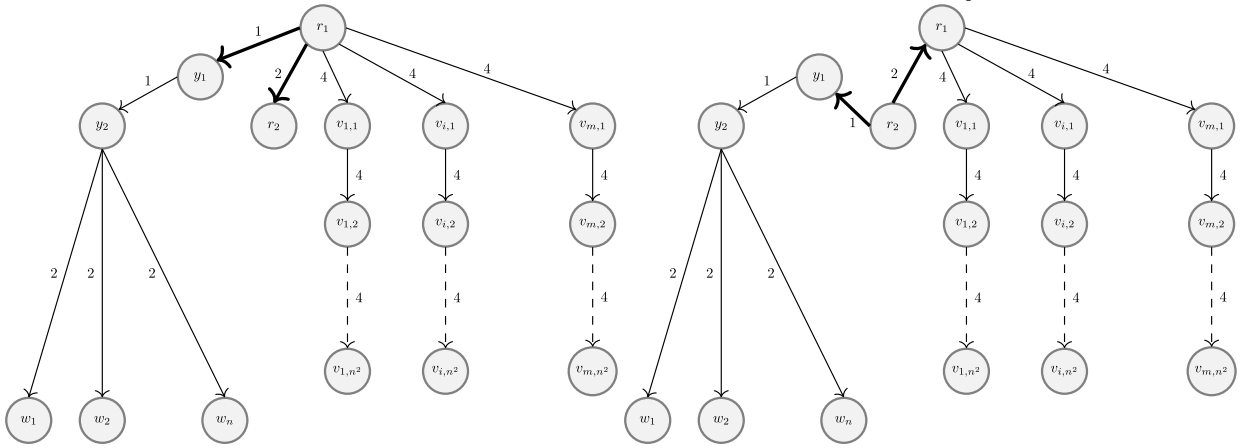 r₁ r₁
1
y₁ 2 4 4 4 y₁ 2 4 4 4
1 1
y₂ r₂ v₁,₁ vᵢ,₁ vₘ,₁ y₂ 1 r₂ v₁,₁ vᵢ,₁ vₘ,₁
4 4 4 4 4 4
v₁,₂ vᵢ,₂ vₘ,₂ v₁,₂ vᵢ,₂ vₘ,₂
2 2 2 4 4 4 2 2 2 4 4 4
v₁,ₙ² vᵢ,ₙ² vₘ,ₙ² v₁,ₙ² vᵢ,ₙ² vₘ,ₙ²
w₁ w₂ wₙ w₁ w₂ wₙ